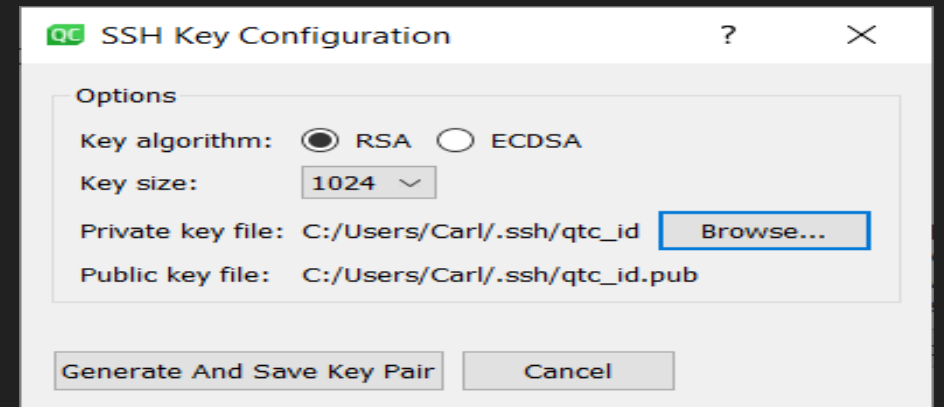 QC SSH Key Configuration ?
Options
Key algorithm: RSA ECDSA
Key size: 1024
Private key file: C:/Users/Carl/.ssh/qtc_id Browse...
Public key file: C:/Users/Carl/.ssh/qtc_id.pub
Generate And Save Key Pair Cancel